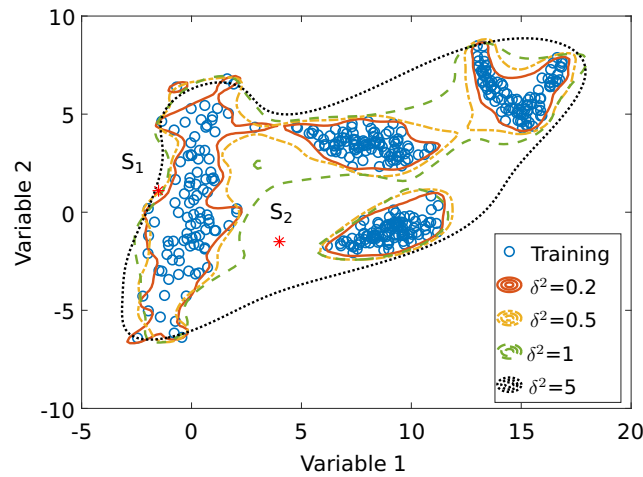 10
5
0
-5
-10
-5
0
5
10
15
20
Variable 2
Variable 1
S₁
S₂
Training
δ²=0.2
δ²=0.5
δ²=1
δ²=5